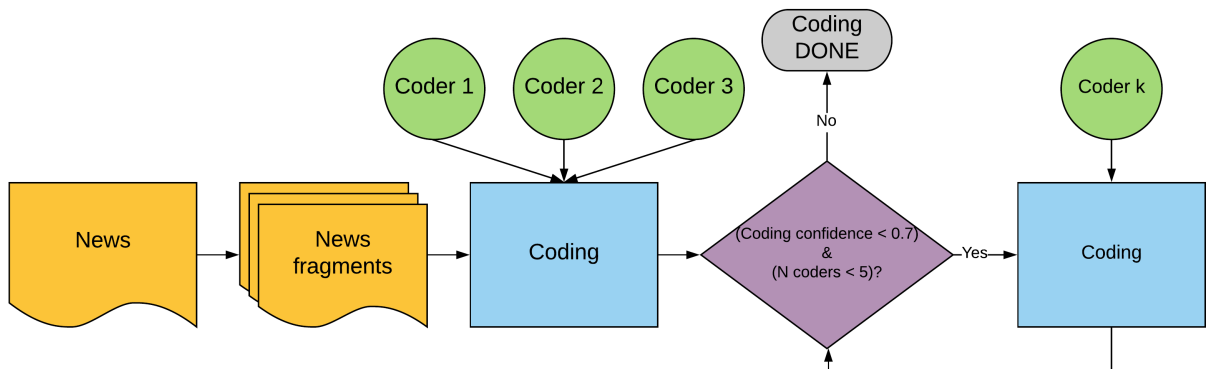 Coding
DONE
Coder 1
Coder 2
Coder 3
Coder k
No
News
News
fragments
Coding
(Coding confidence < 0.7)
&
(N coders < 5)?
Yes
Coding